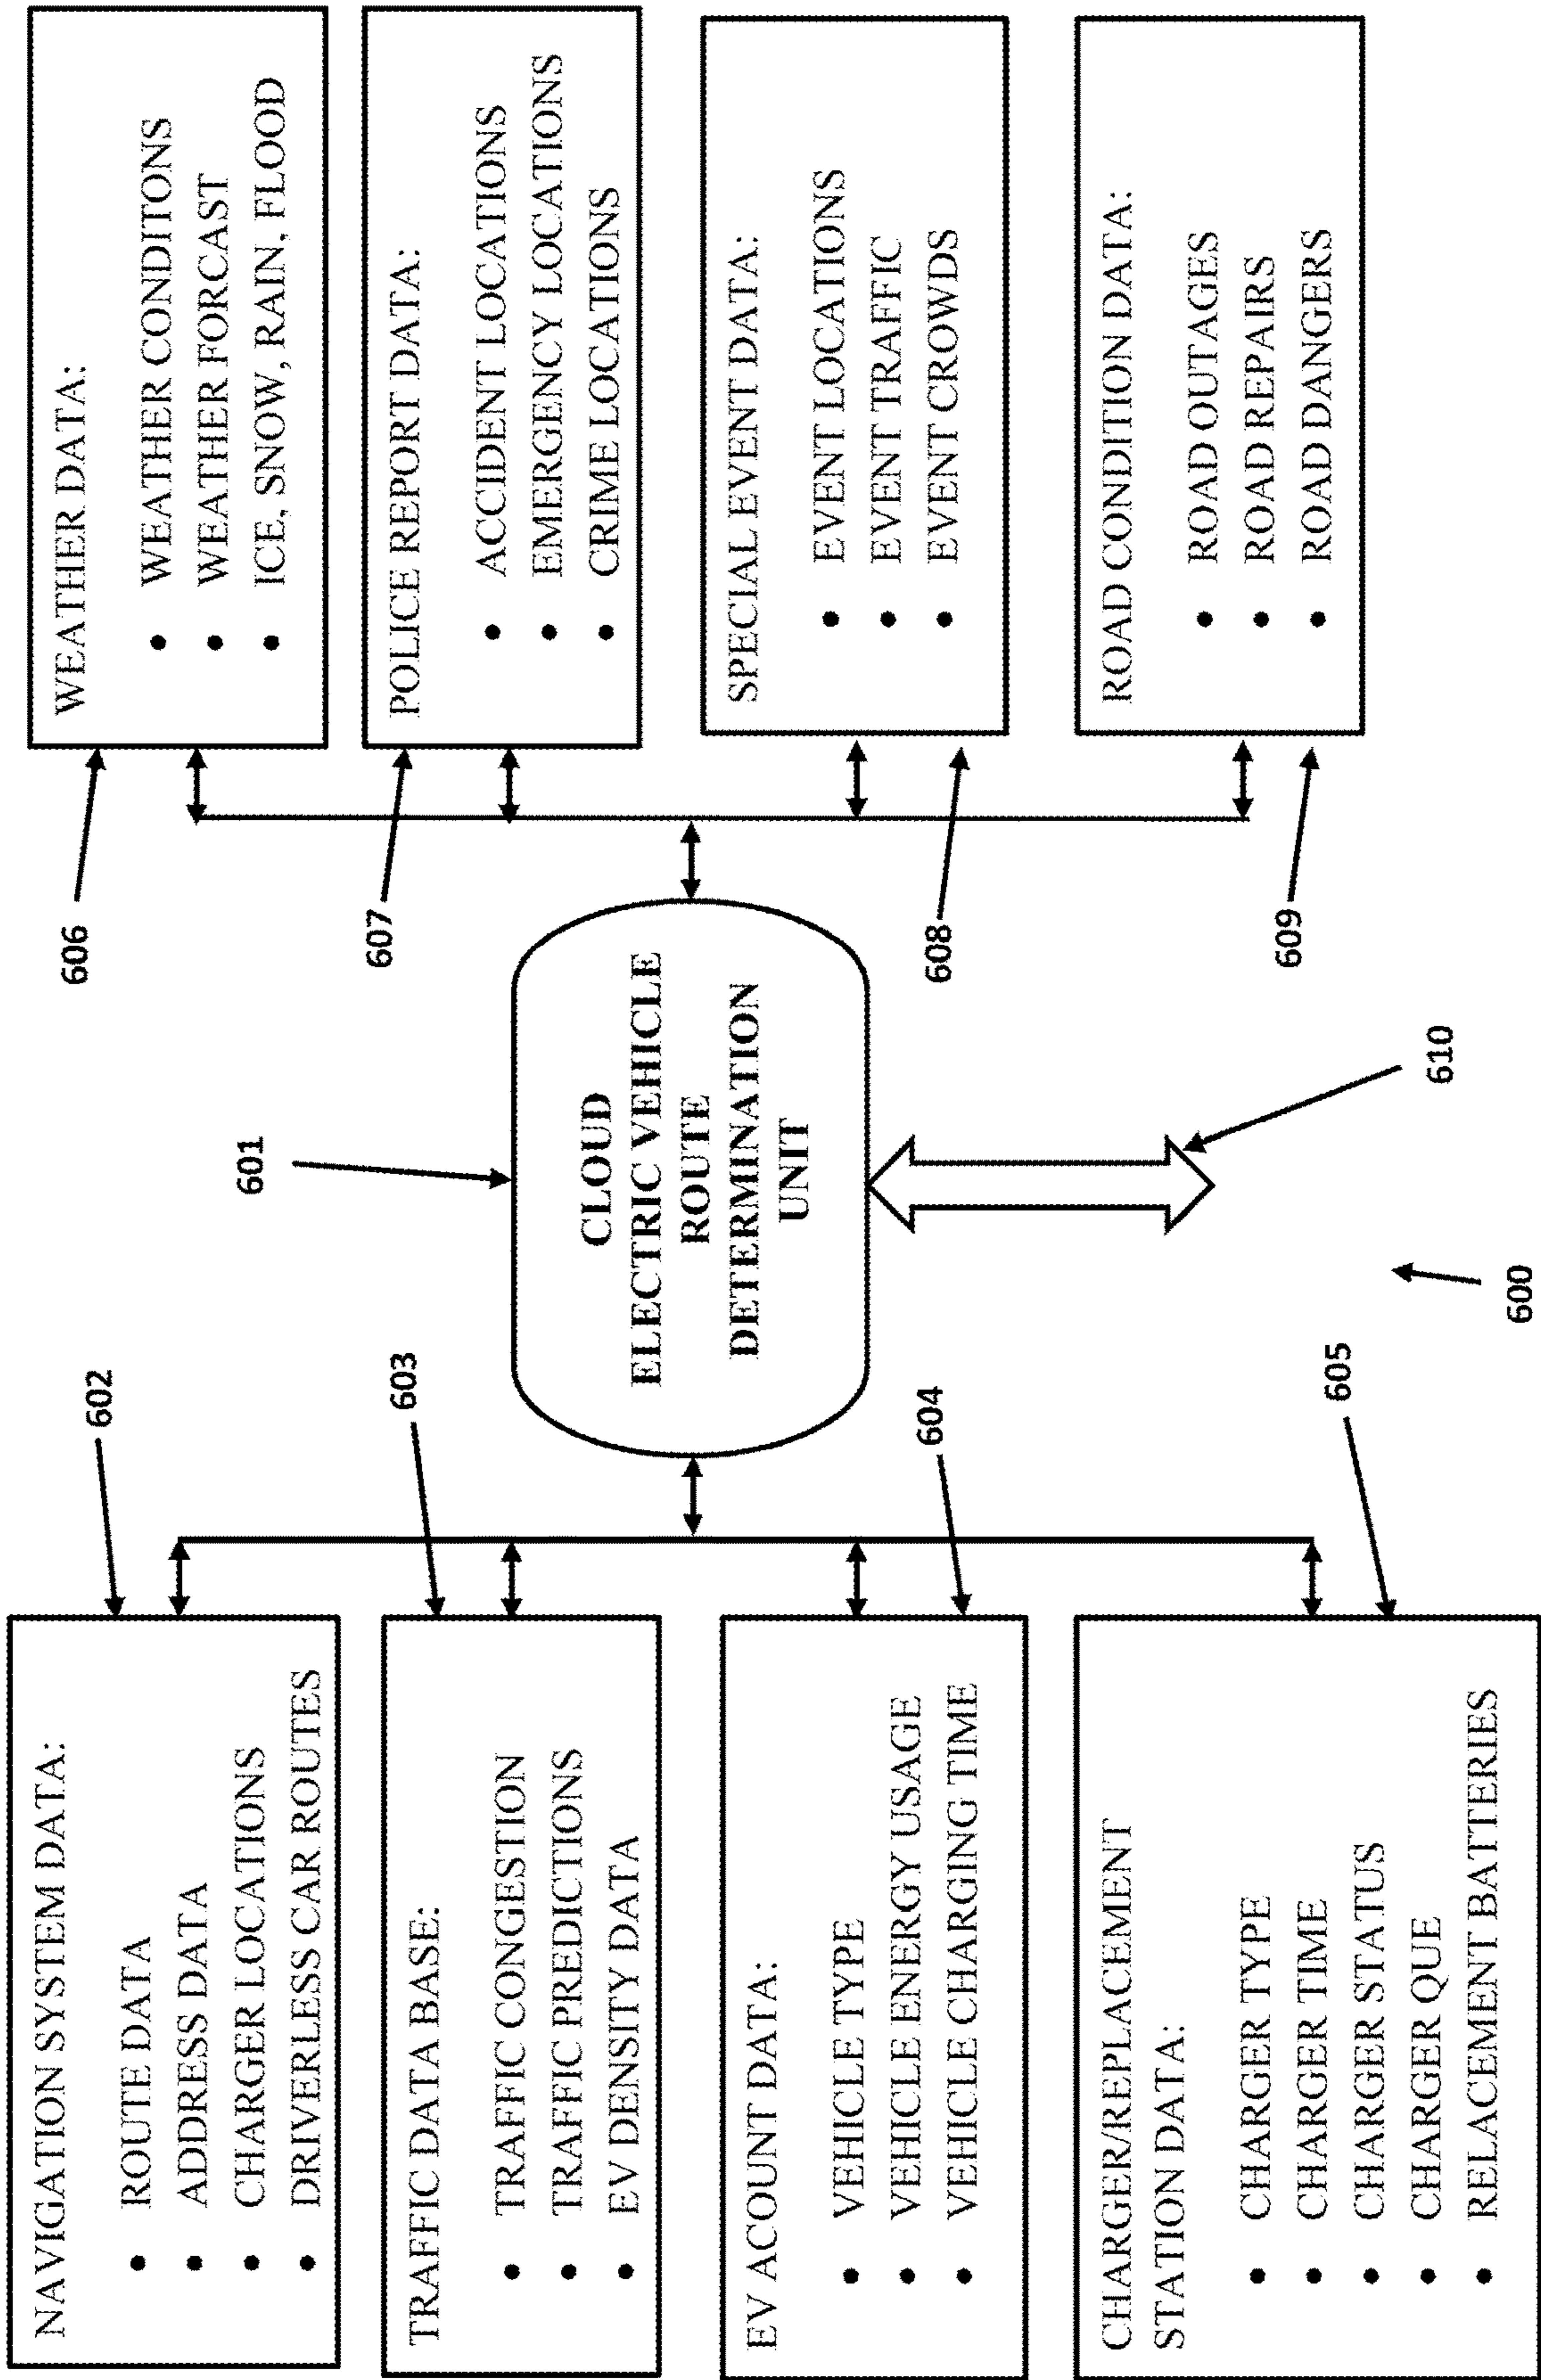 NAVIGATION SYSTEM DATA:
• ROUTE DATA
• ADDRESS DATA
• CHARGER LOCATIONS
• DRIVERLESS CAR ROUTES
602
TRAFFIC DATA BASE:
• TRAFFIC CONGESTION
• TRAFFIC PREDICTIONS
• EV DENSITY DATA
603
EV ACOUNT DATA:
• VEHICLE TYPE
• VEHICLE ENERGY USAGE
• VEHICLE CHARGING TIME
604
CHARGER/REPLACEMENT
STATION DATA:
• CHARGER TYPE
• CHARGER TIME
• CHARGER STATUS
• CHARGER QUE
• RELACEMENT BATTERIES
605
601
CLOUD
ELECTRIC VEHICLE
ROUTE
DETERMINATION
UNIT
610
600
606
WEATHER DATA:
• WEATHER CONDITONS
• WEATHER FORCAST
• ICE, SNOW, RAIN, FLOOD
607
POLICE REPORT DATA:
• ACCIDENT LOCATIONS
• EMERGENCY LOCATIONS
• CRIME LOCATIONS
608
SPECIAL EVENT DATA:
• EVENT LOCATIONS
• EVENT TRAFFIC
• EVENT CROWDS
609
ROAD CONDITION DATA:
• ROAD OUTAGES
• ROAD REPAIRS
• ROAD DANGERS